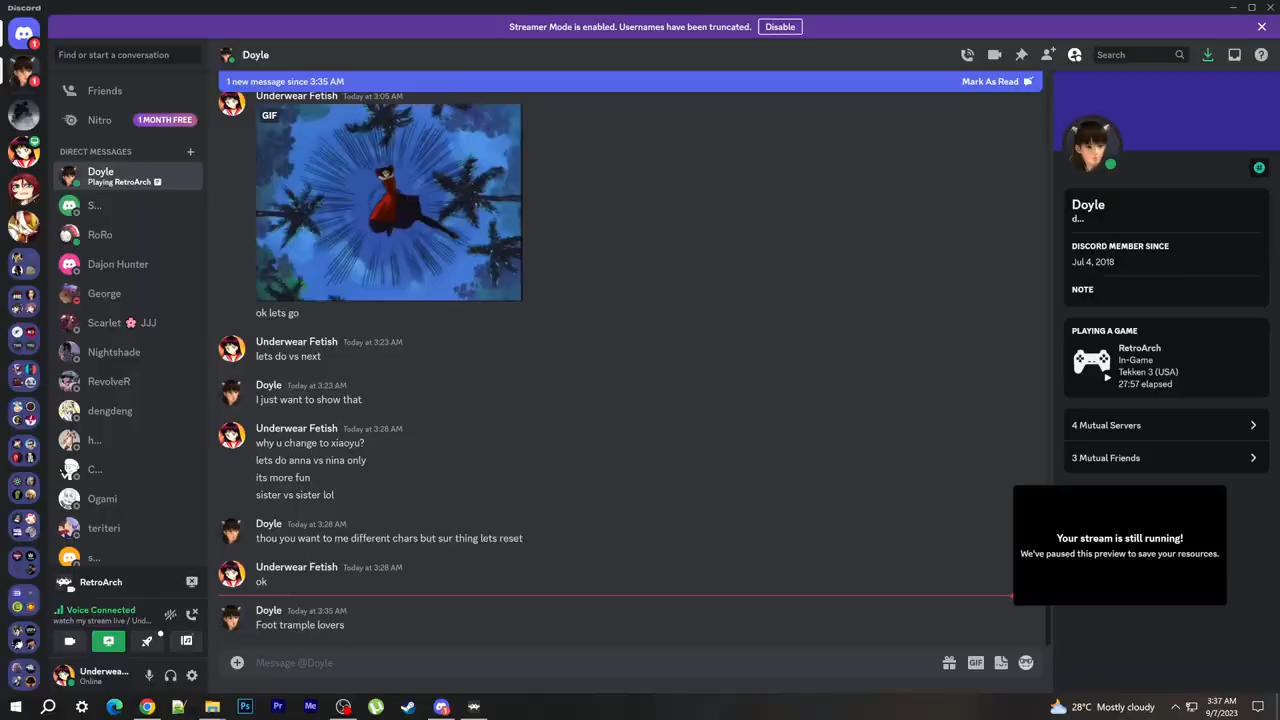 Discord
Streamer Mode is enabled. Usernames have been truncated.
Disable
Find or start a conversation
Doyle
Search
1 new message since 3:35 AM
Mark As Read
Friends
Nitro
1 MONTH FREE
DIRECT MESSAGES
Doyle
Playing RetroArch
S...
RoRo
Dajon Hunter
George
Scarlet 🌸 JJJ
Nightshade
RevolveR
dengdeng
h...
C...
Ogami
teriteri
s...
RetroArch
Voice Connected
watch my stream live / Und...
Underwea...
Online
Underwear Fetish Today at 3:05 AM
GIF
ok lets go
Underwear Fetish Today at 3:23 AM
lets do vs next
Doyle Today at 3:23 AM
I just want to show that
Underwear Fetish Today at 3:28 AM
why u change to xiaoyu?
lets do anna vs nina only
its more fun
sister vs sister lol
Doyle Today at 3:28 AM
thou you want to me different chars but sur thing lets reset
Underwear Fetish Today at 3:28 AM
ok
Doyle Today at 3:35 AM
Foot trample lovers
Message @Doyle
GIF
Doyle
d...
DISCORD MEMBER SINCE
Jul 4, 2018
NOTE
PLAYING A GAME
RetroArch
In-Game
Tekken 3 (USA)
27:57 elapsed
4 Mutual Servers
3 Mutual Friends
Your stream is still running!
We've paused this preview to save your resources.
Ps
Pr
Me
28°C Mostly cloudy
3:37 AM
9/7/2023